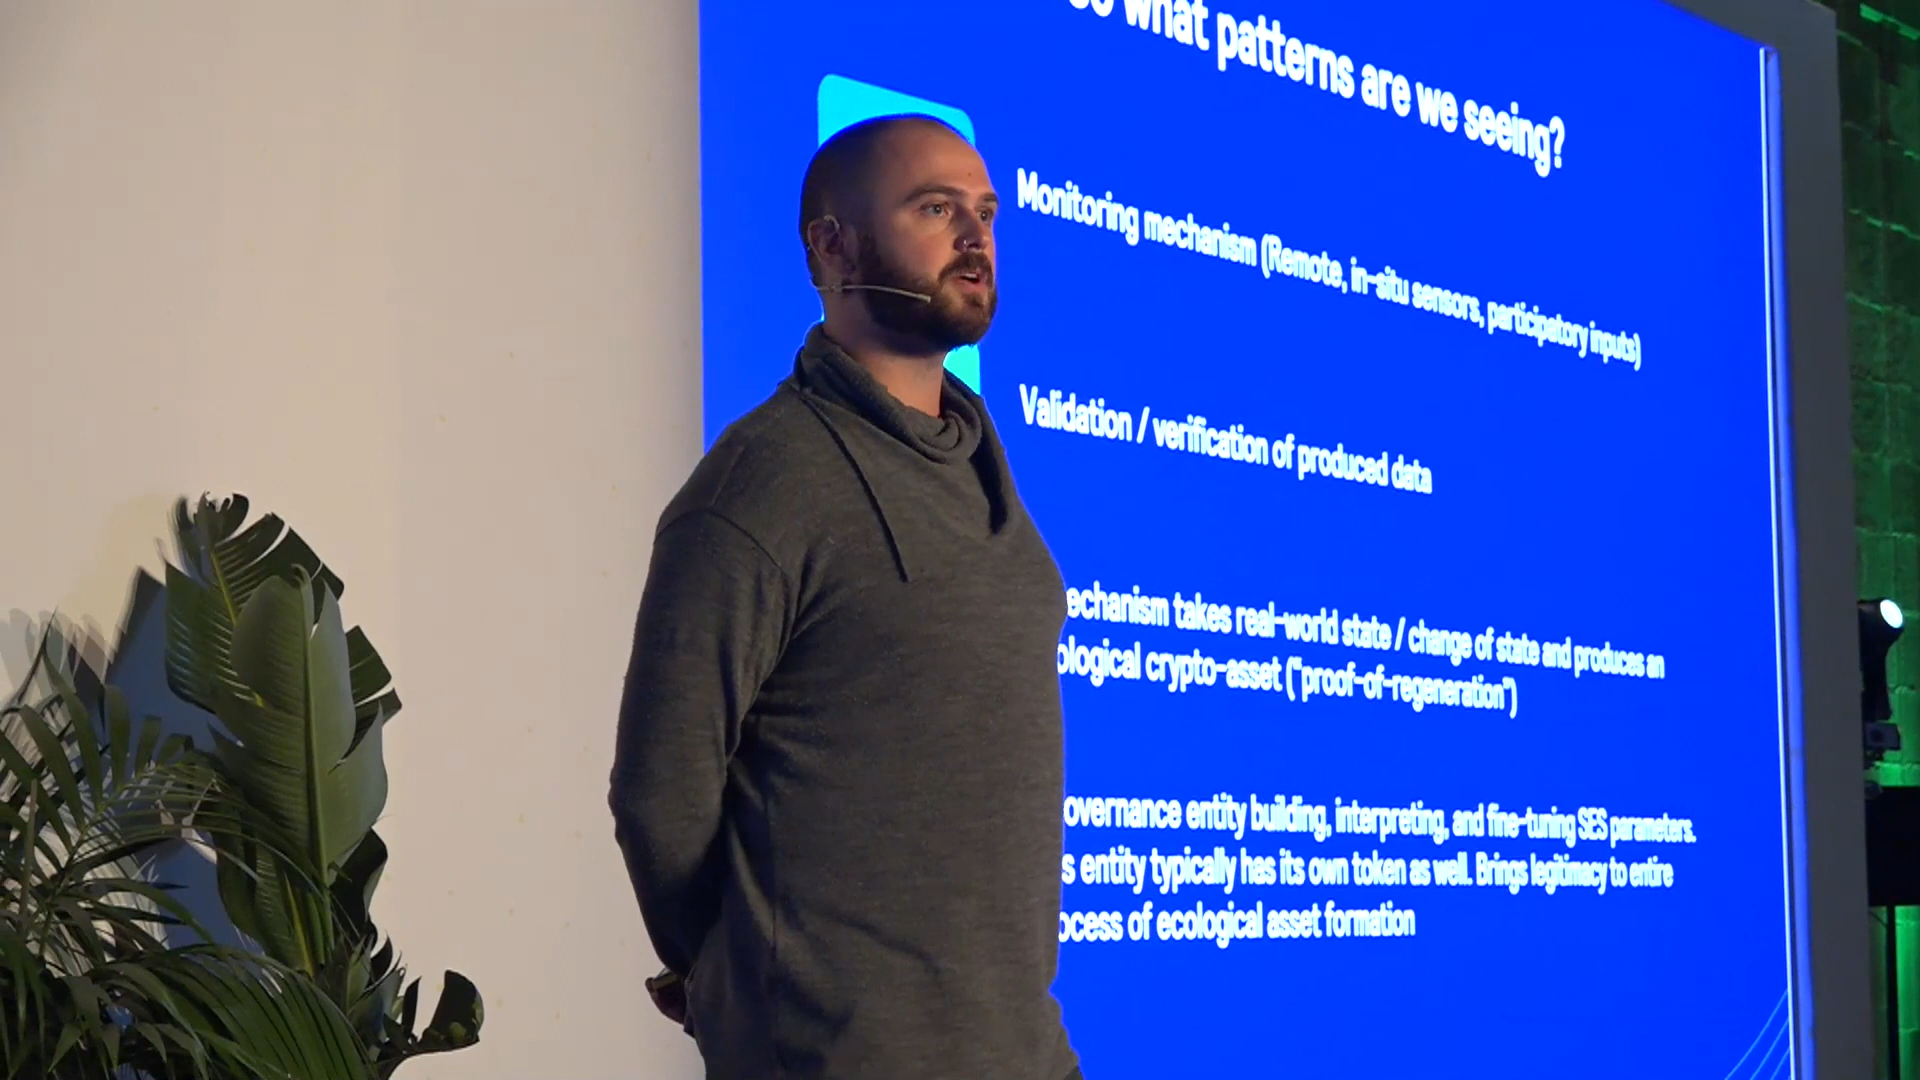 what patterns are we seeing?
Monitoring mechanism (Remote, in-situ sensors, participatory inputs)
Validation / verification of produced data
echanism takes real-world state / change of state and produces an
ological crypto-asset ("proof-of-regeneration")
overnance entity building, interpreting, and fine-tuning SES parameters.
s entity typically has its own token as well. Brings legitimacy to entire
ocess of ecological asset formation